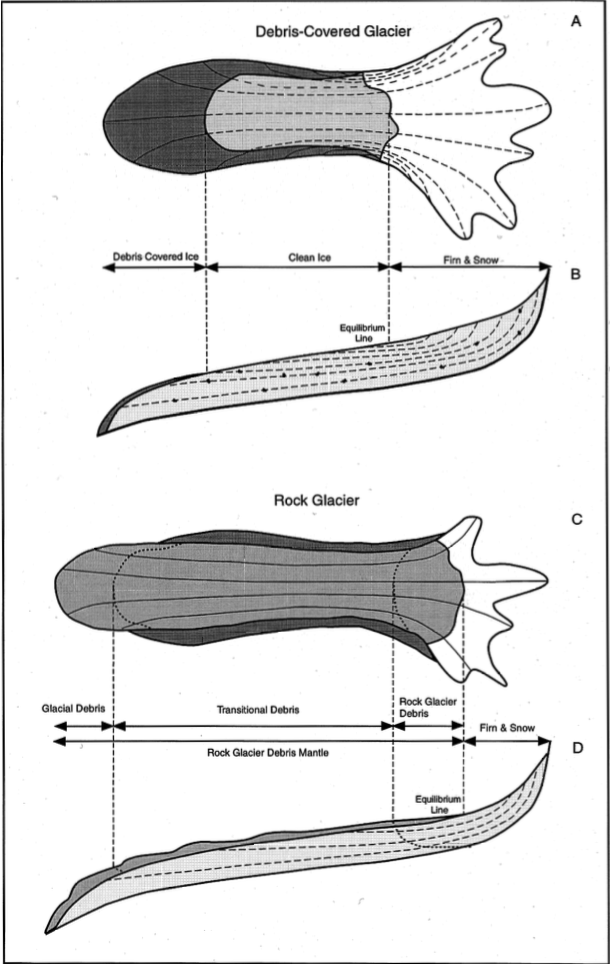 Debris-Covered Glacier
A
Debris Covered Ice
Clean Ice
Firn & Snow
B
Equilibrium
Line
Rock Glacier
C
Glacial Debris
Transitional Debris
Rock Glacier
Debris
Firn & Snow
Rock Glacier Debris Mantle
D
Equilibrium
Line